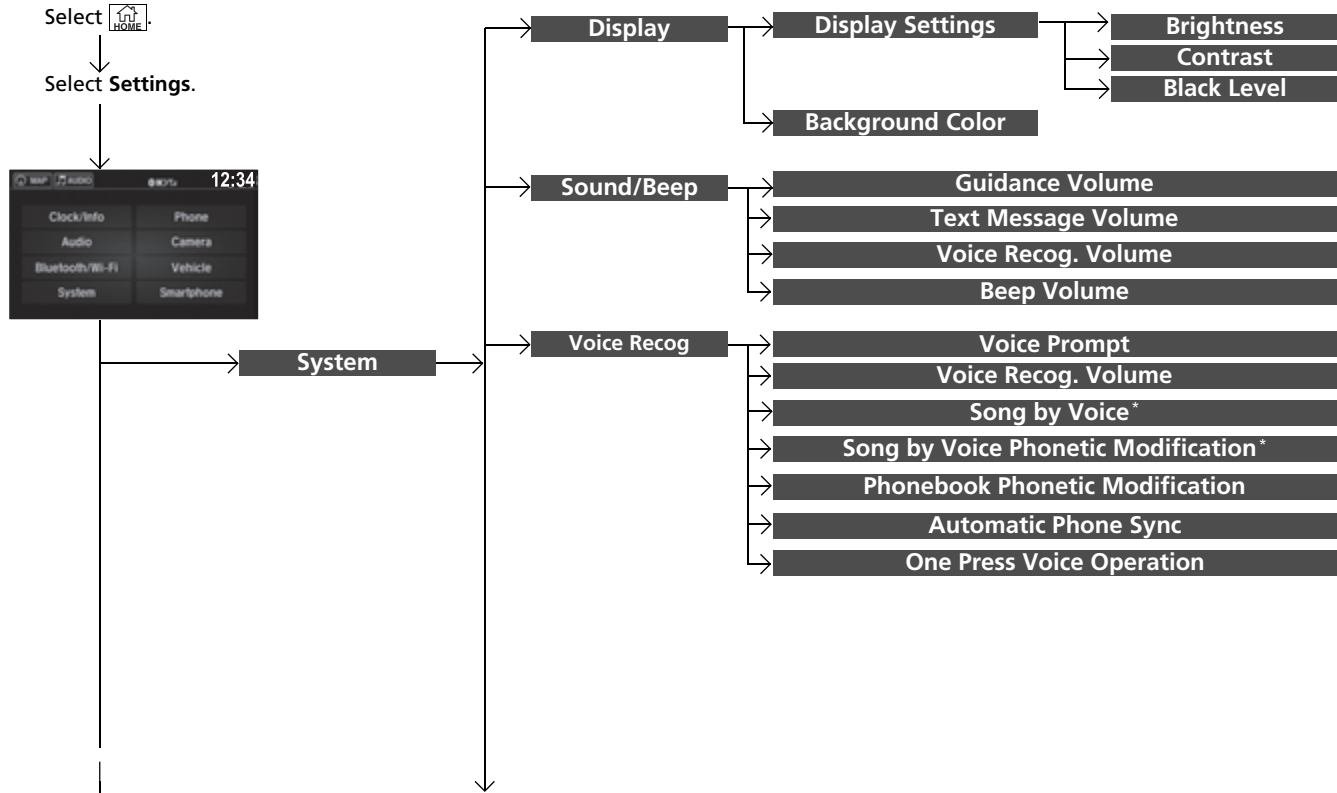 Select HOME.
Select Settings.
MAP AUDIO 12:34
Clock/Info Phone
Audio Camera
Bluetooth/Wi-Fi Vehicle
System Smartphone
System
Display
Display Settings
Brightness
Contrast
Black Level
Background Color
Sound/Beep
Guidance Volume
Text Message Volume
Voice Recog. Volume
Beep Volume
Voice Recog
Voice Prompt
Voice Recog. Volume
Song by Voice*
Song by Voice Phonetic Modification*
Phonebook Phonetic Modification
Automatic Phone Sync
One Press Voice Operation